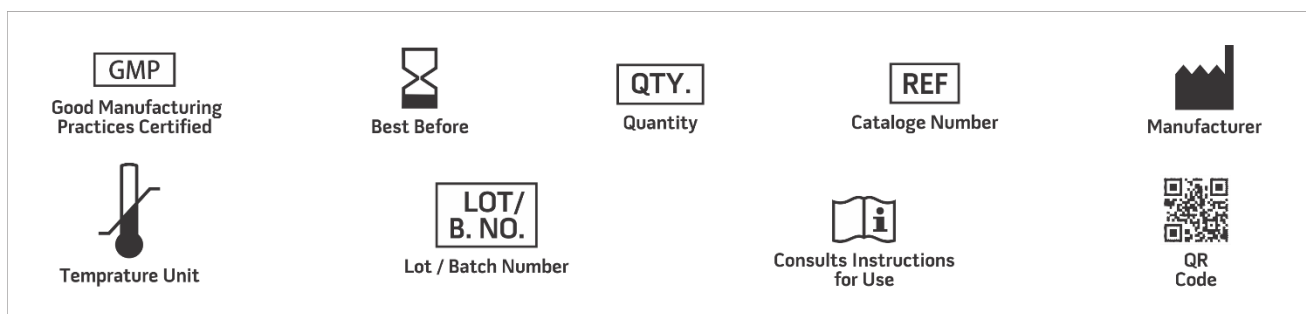 GMP
Good Manufacturing
Practices Certified
Best Before
QTY.
Quantity
REF
Cataloge Number
Manufacturer
Temprature Unit
LOT/
B. NO.
Lot / Batch Number
i
Consults Instructions
for Use
QR
Code